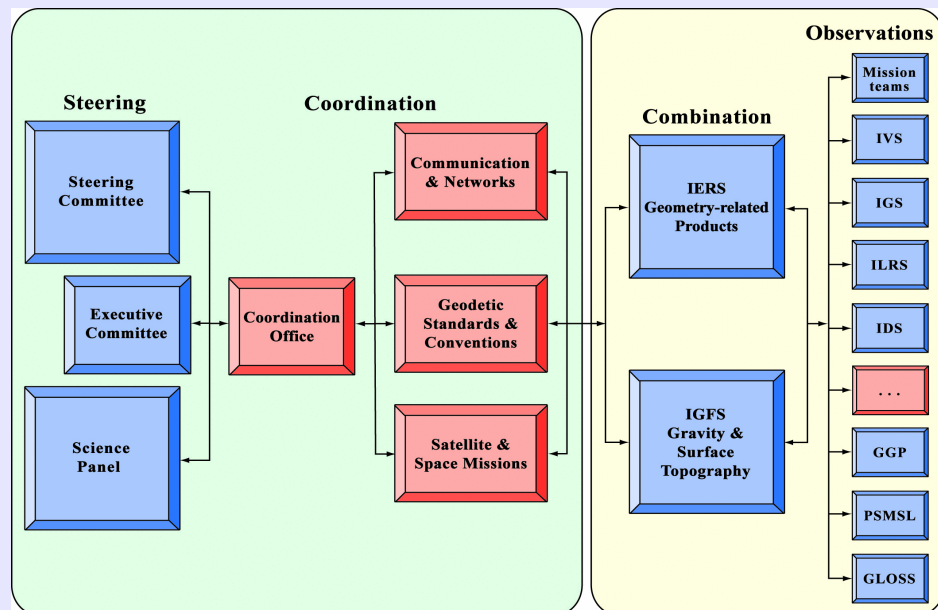 Observations
Steering
Coordination
Combination
Steering
Committee
Executive
Committee
Science
Panel
Coordination
Office
Communication
& Networks
Geodetic
Standards &
Conventions
Satellite &
Space Missions
IERS
Geometry-related
Products
IGFS
Gravity &
Surface
Topography
Mission
teams
IVS
IGS
ILRS
IDS
...
GGP
PSMSL
GLOSS